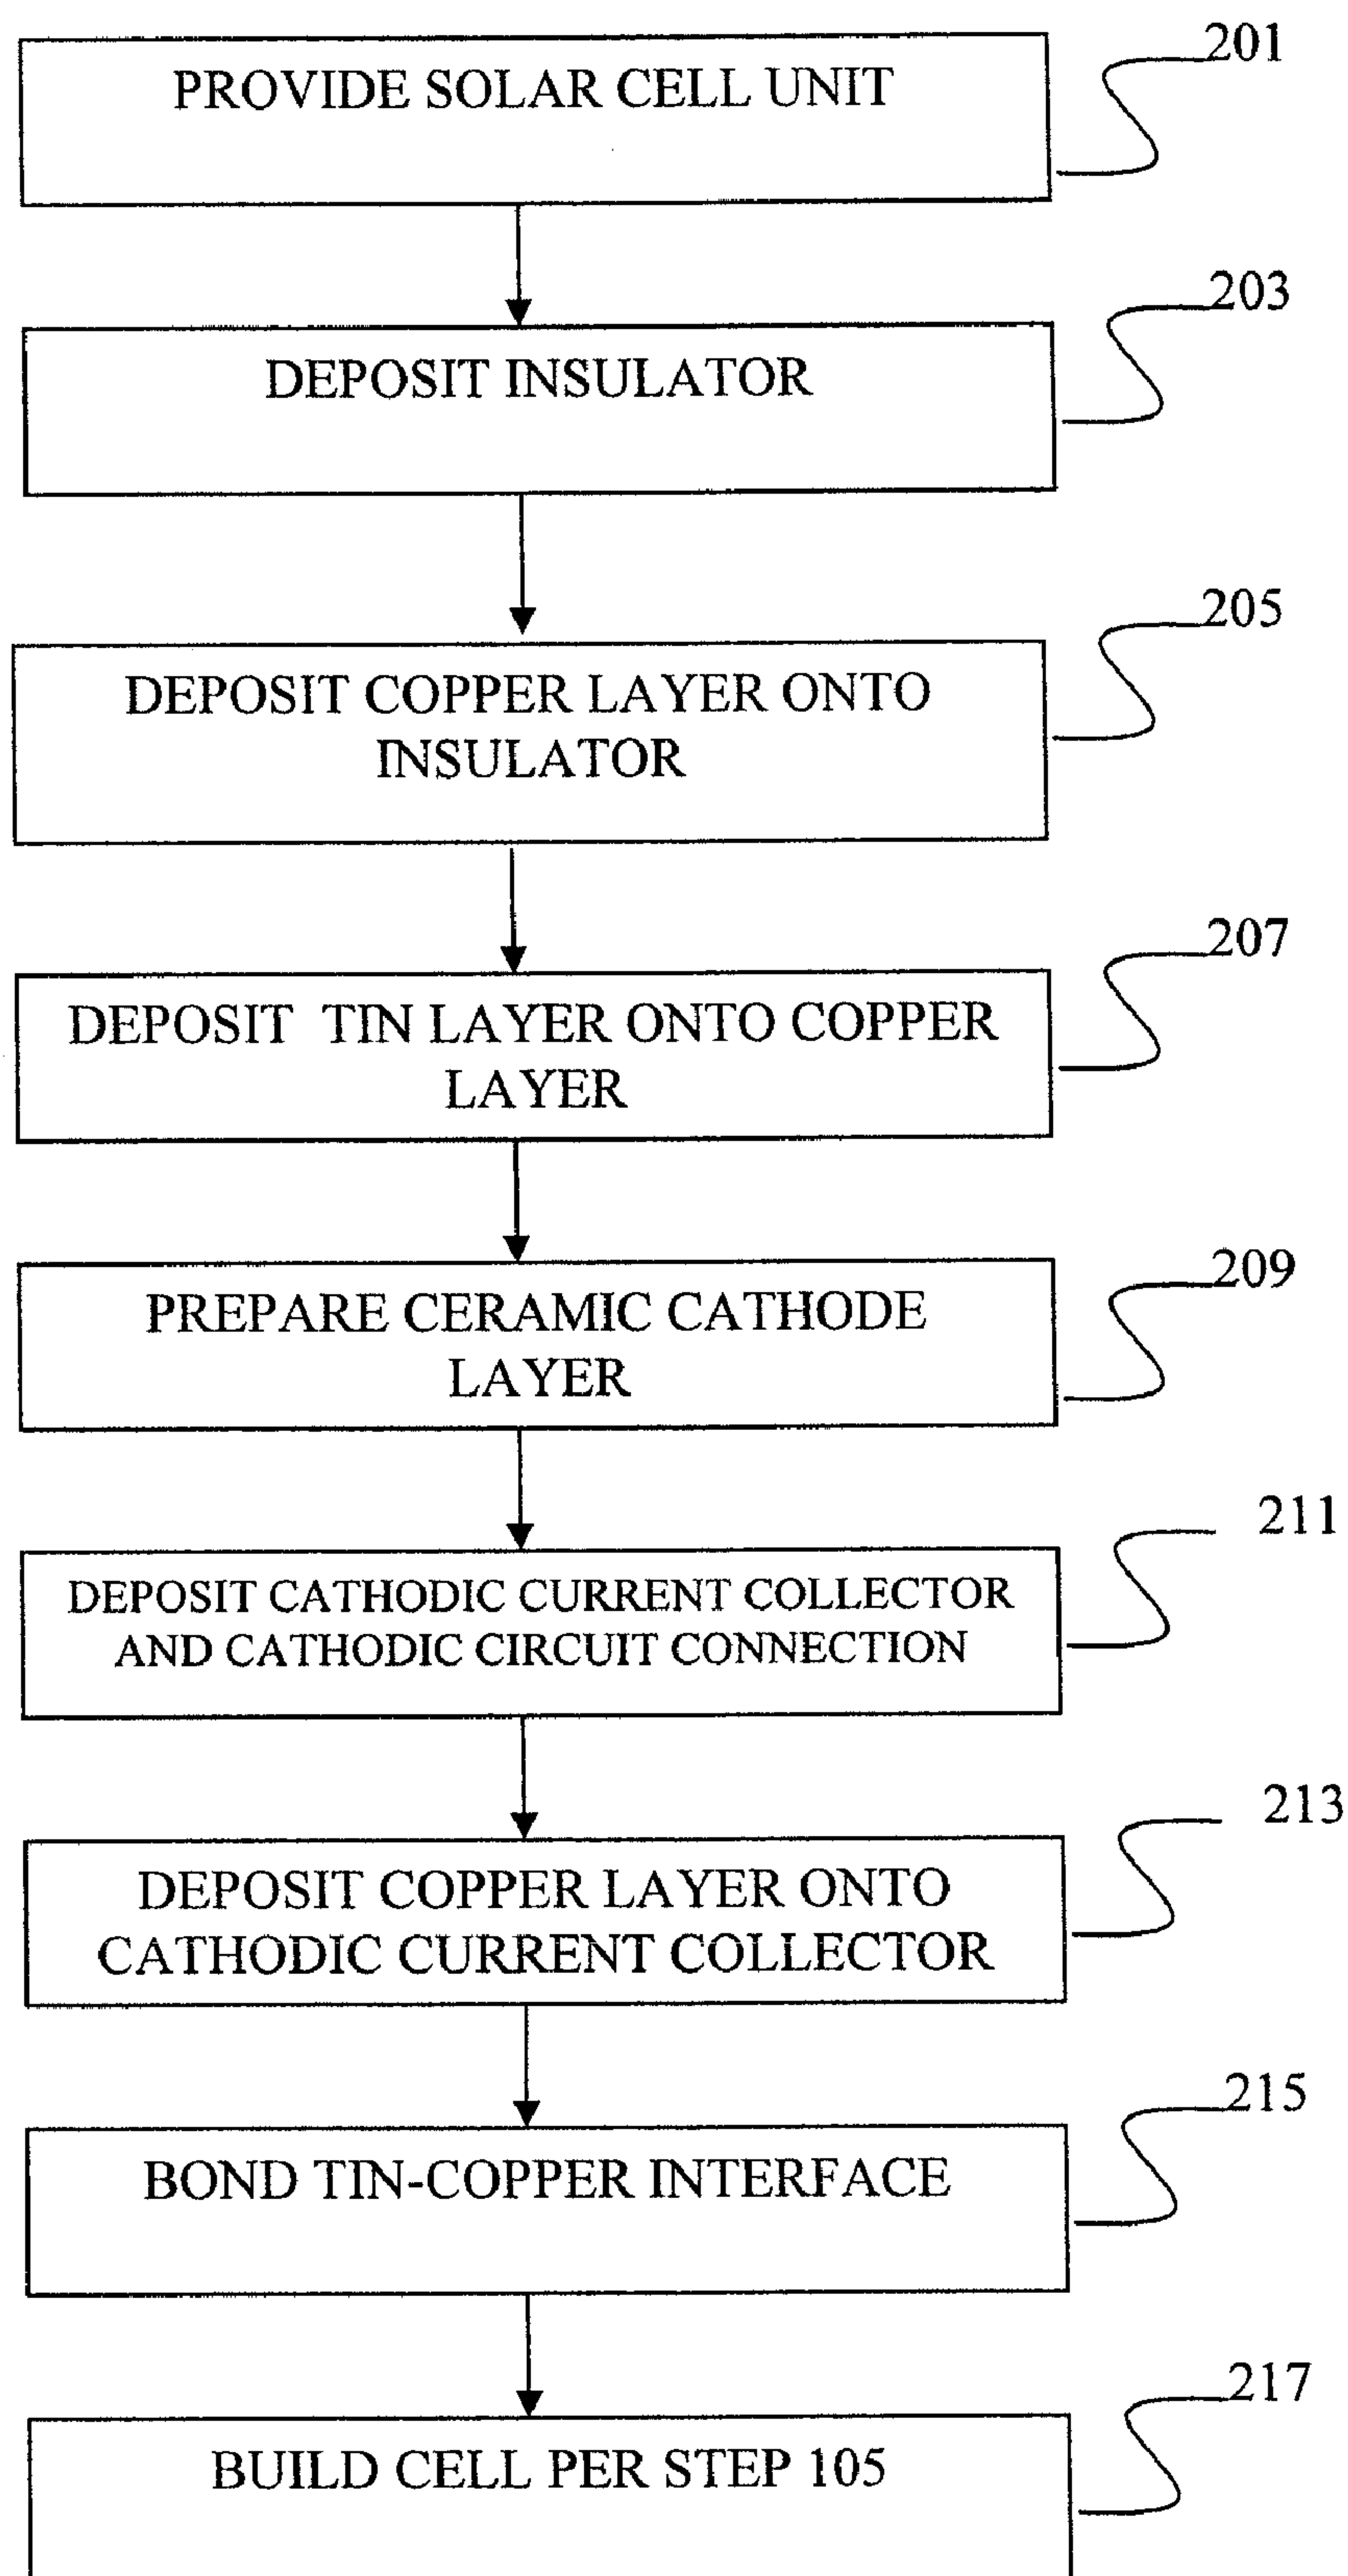 PROVIDE SOLAR CELL UNIT
201
DEPOSIT INSULATOR
203
DEPOSIT COPPER LAYER ONTO
INSULATOR
205
DEPOSIT TIN LAYER ONTO COPPER
LAYER
207
PREPARE CERAMIC CATHODE
LAYER
209
DEPOSIT CATHODIC CURRENT COLLECTOR
AND CATHODIC CIRCUIT CONNECTION
211
DEPOSIT COPPER LAYER ONTO
CATHODIC CURRENT COLLECTOR
213
BOND TIN-COPPER INTERFACE
215
BUILD CELL PER STEP 105
217